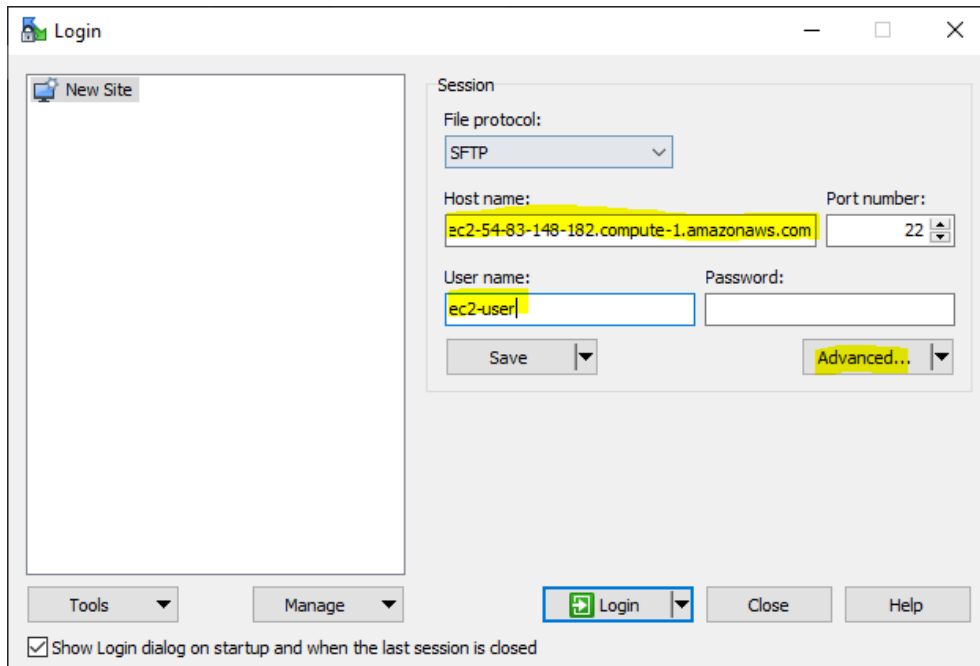 Login
New Site
Session
File protocol:
SFTP
Host name:
Port number:
ec2-54-83-148-182.compute-1.amazonaws.com
22
User name:
Password:
ec2-user
Save
Advanced...
Tools
Manage
Login
Close
Help
Show Login dialog on startup and when the last session is closed